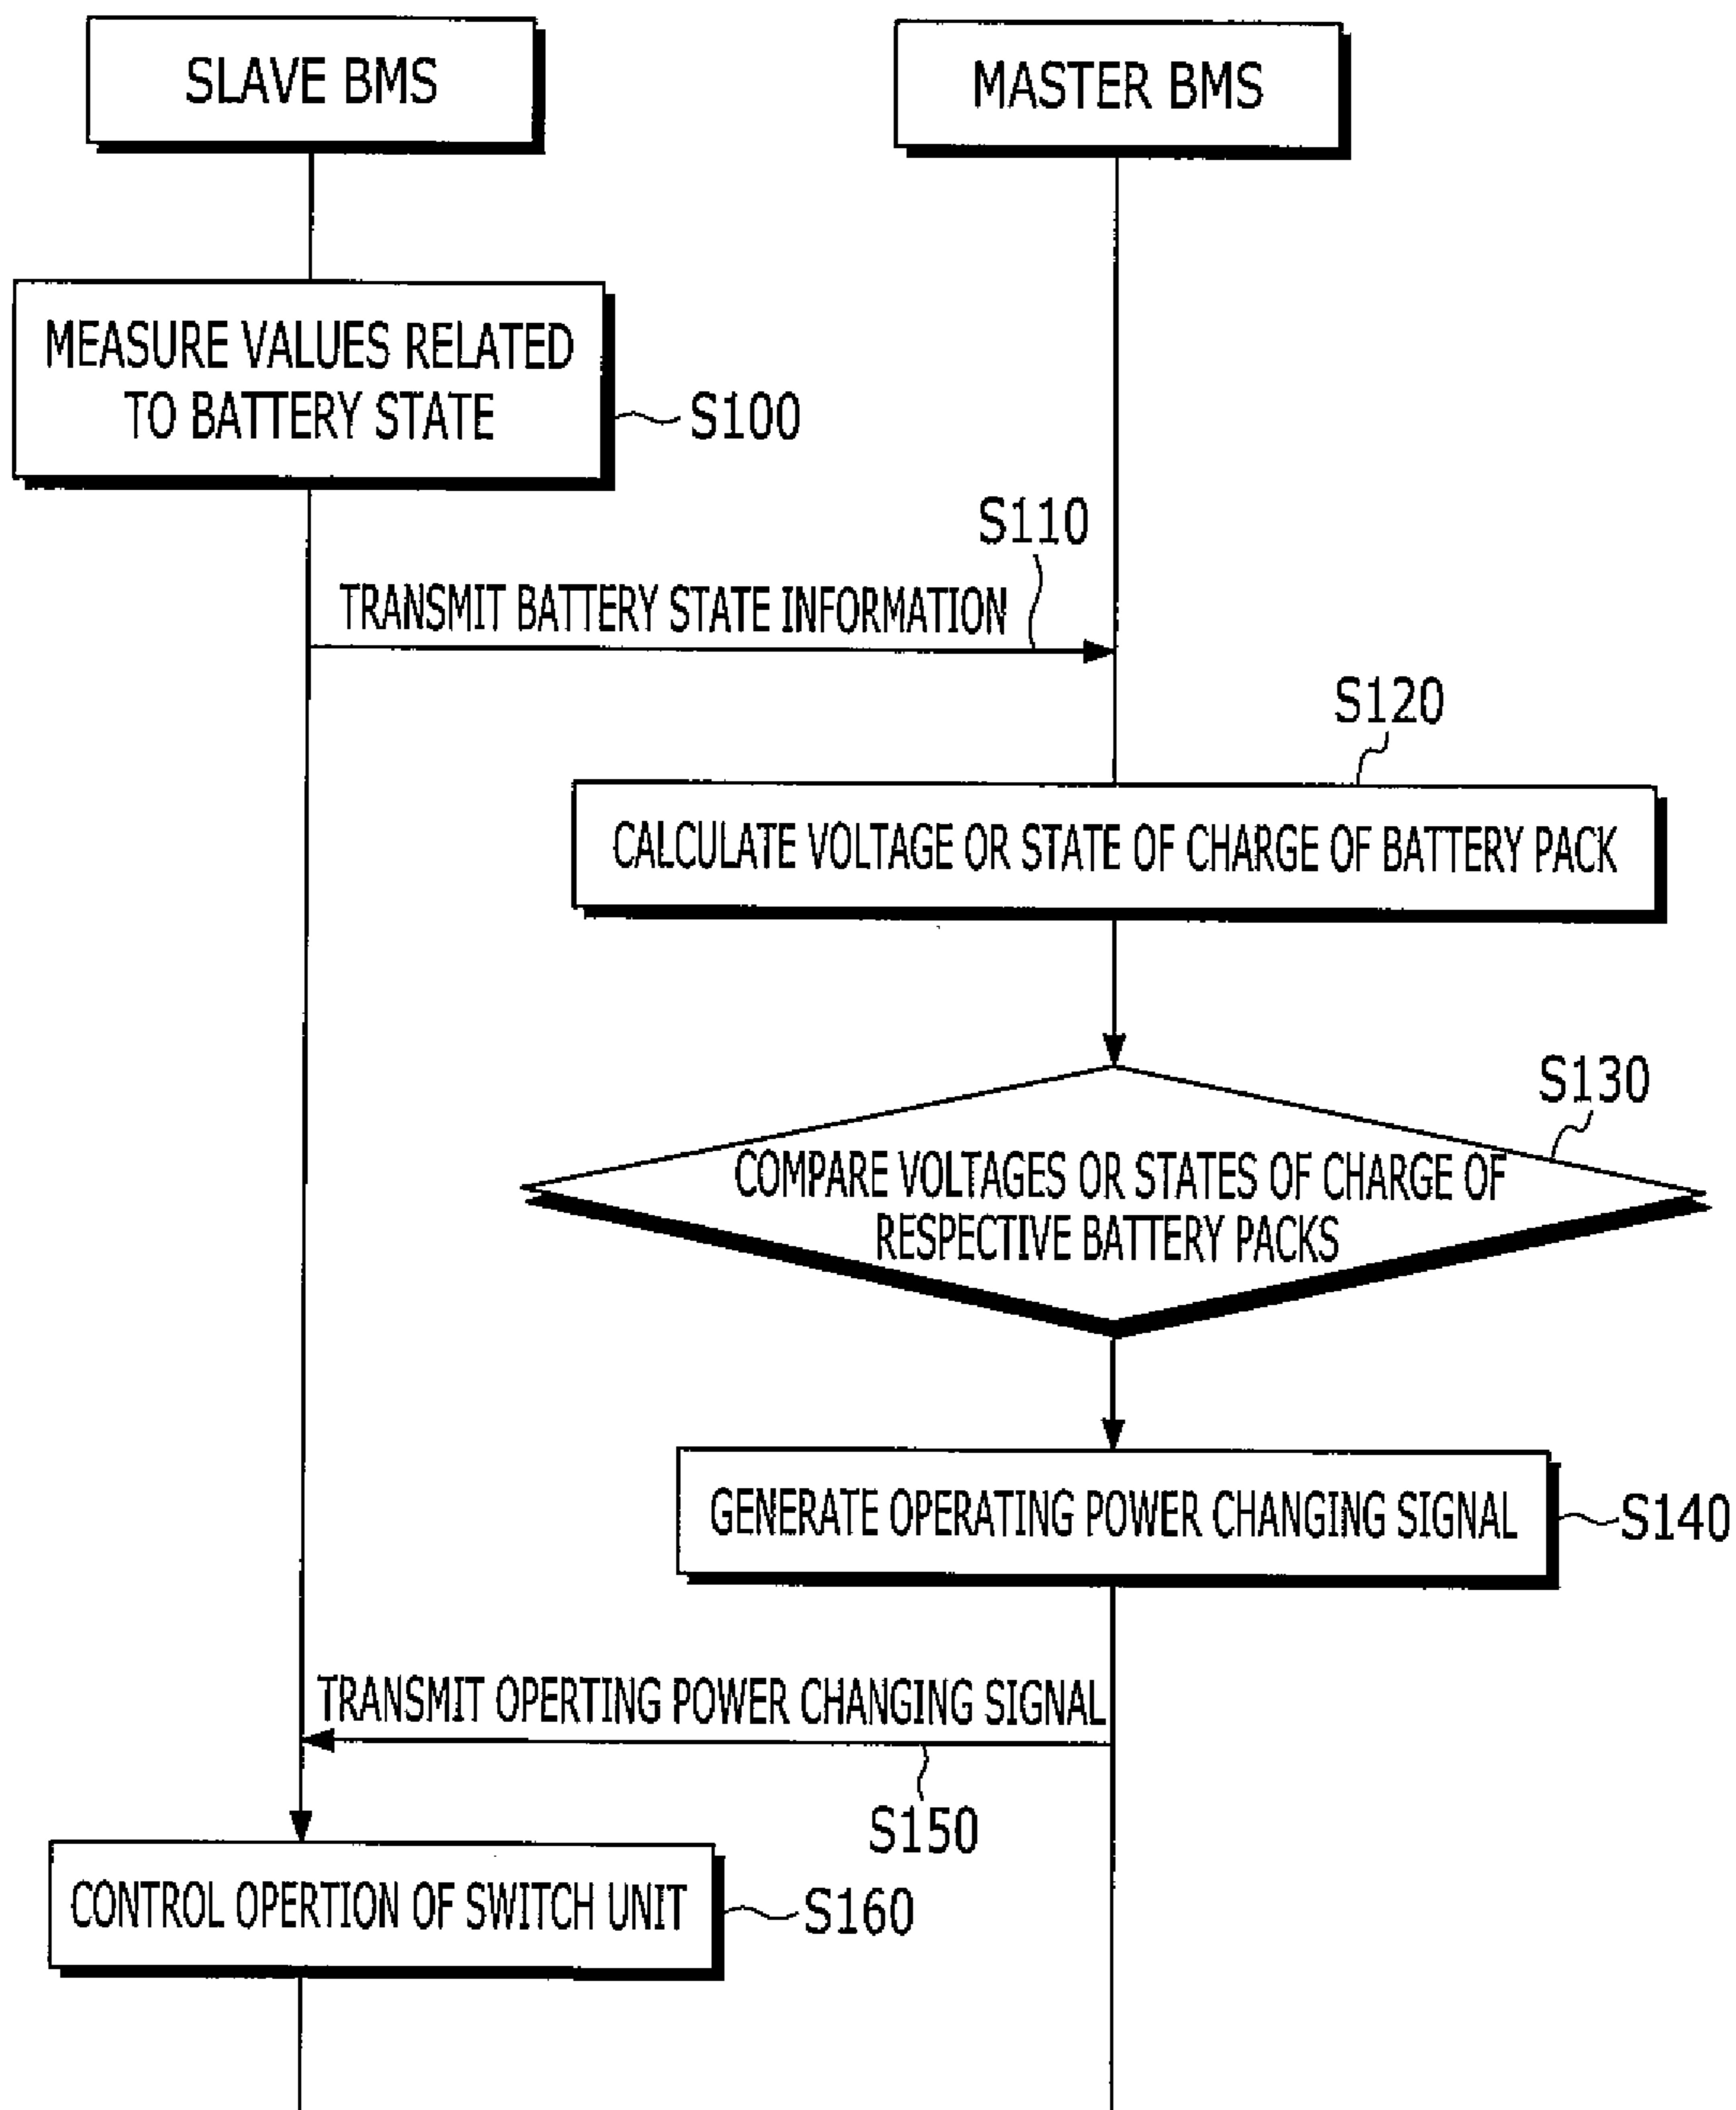 SLAVE BMS
MASTER BMS
MEASURE VALUES RELATED
TO BATTERY STATE
S100
S110
TRANSMIT BATTERY STATE INFORMATION
S120
CALCULATE VOLTAGE OR STATE OF CHARGE OF BATTERY PACK
S130
COMPARE VOLTAGES OR STATES OF CHARGE OF
RESPECTIVE BATTERY PACKS
GENERATE OPERATING POWER CHANGING SIGNAL
S140
TRANSMIT OPERTING POWER CHANGING SIGNAL
S150
CONTROL OPERTION OF SWITCH UNIT
S160